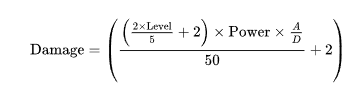 Damage = ( ( ( 2×Level / 5 + 2 ) × Power × A / D ) / 50 + 2 )